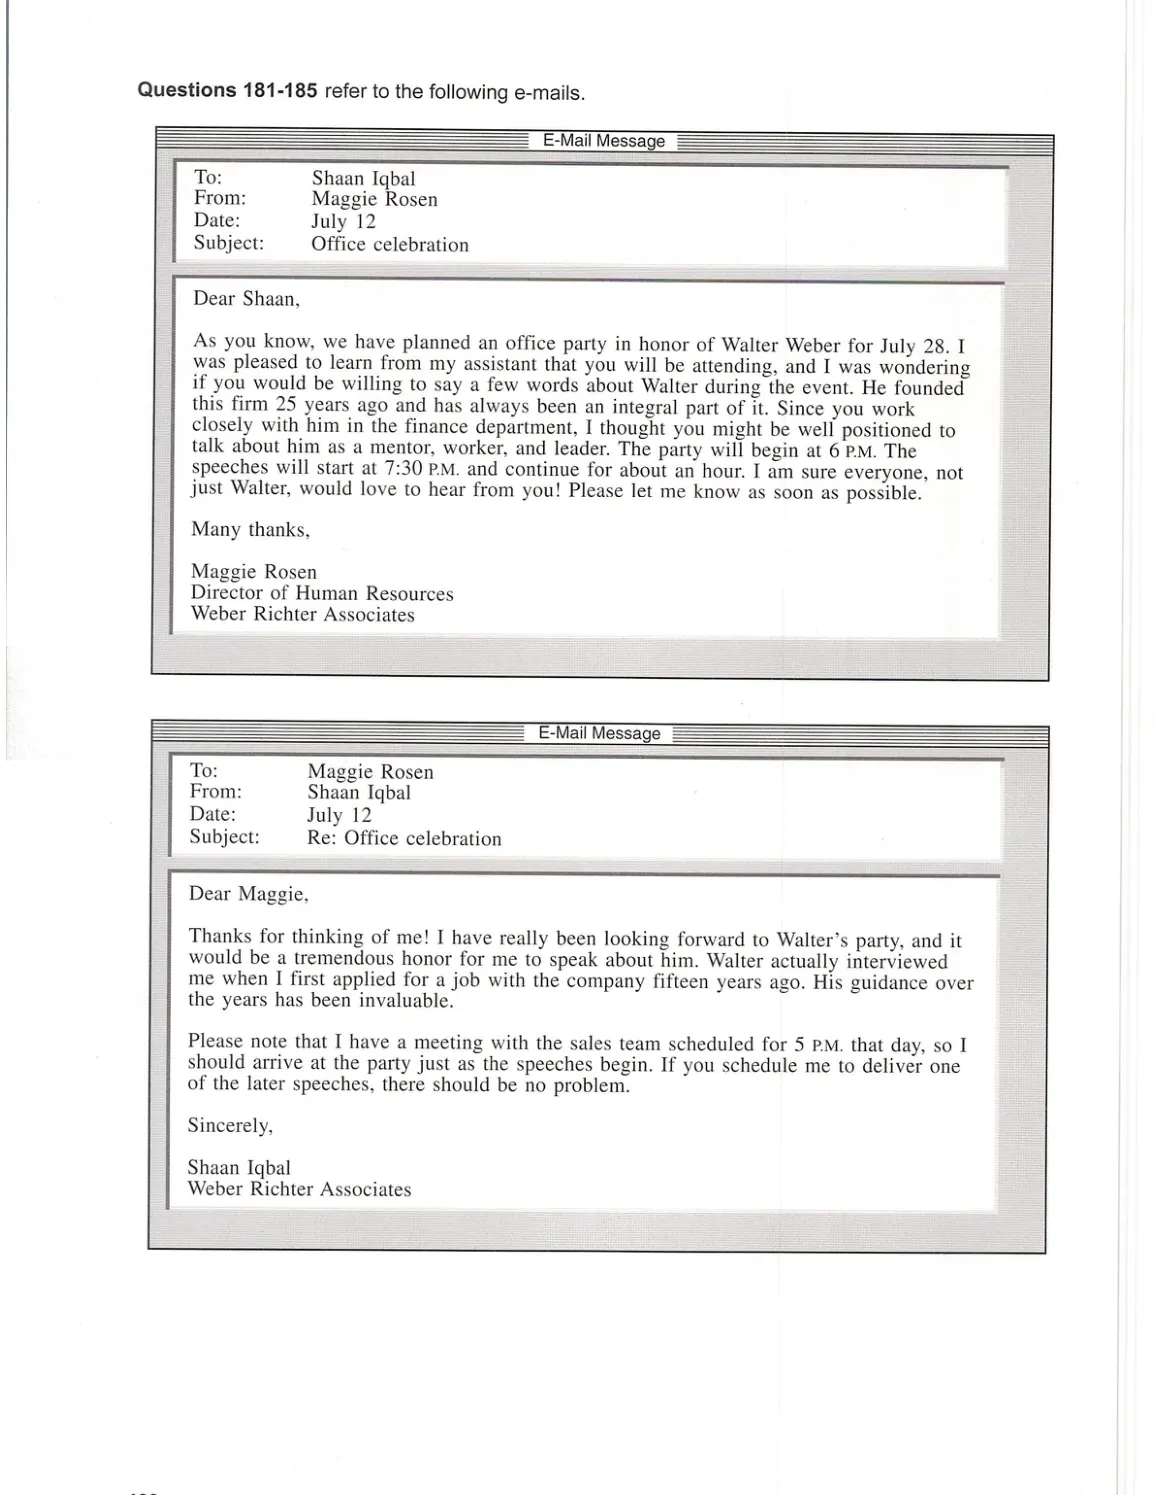 Questions 181-185 refer to the following e-mails.
E-Mail Message
To: Shaan Iqbal
From: Maggie Rosen
Date: July 12
Subject: Office celebration
Dear Shaan,
As you know, we have planned an office party in honor of Walter Weber for July 28. I
was pleased to learn from my assistant that you will be attending, and I was wondering
if you would be willing to say a few words about Walter during the event. He founded
this firm 25 years ago and has always been an integral part of it. Since you work
closely with him in the finance department, I thought you might be well positioned to
talk about him as a mentor, worker, and leader. The party will begin at 6 P.M. The
speeches will start at 7:30 P.M. and continue for about an hour. I am sure everyone, not
just Walter, would love to hear from you! Please let me know as soon as possible.
Many thanks,
Maggie Rosen
Director of Human Resources
Weber Richter Associates
E-Mail Message
To: Maggie Rosen
From: Shaan Iqbal
Date: July 12
Subject: Re: Office celebration
Dear Maggie,
Thanks for thinking of me! I have really been looking forward to Walter's party, and it
would be a tremendous honor for me to speak about him. Walter actually interviewed
me when I first applied for a job with the company fifteen years ago. His guidance over
the years has been invaluable.
Please note that I have a meeting with the sales team scheduled for 5 P.M. that day, so I
should arrive at the party just as the speeches begin. If you schedule me to deliver one
of the later speeches, there should be no problem.
Sincerely,
Shaan Iqbal
Weber Richter Associates